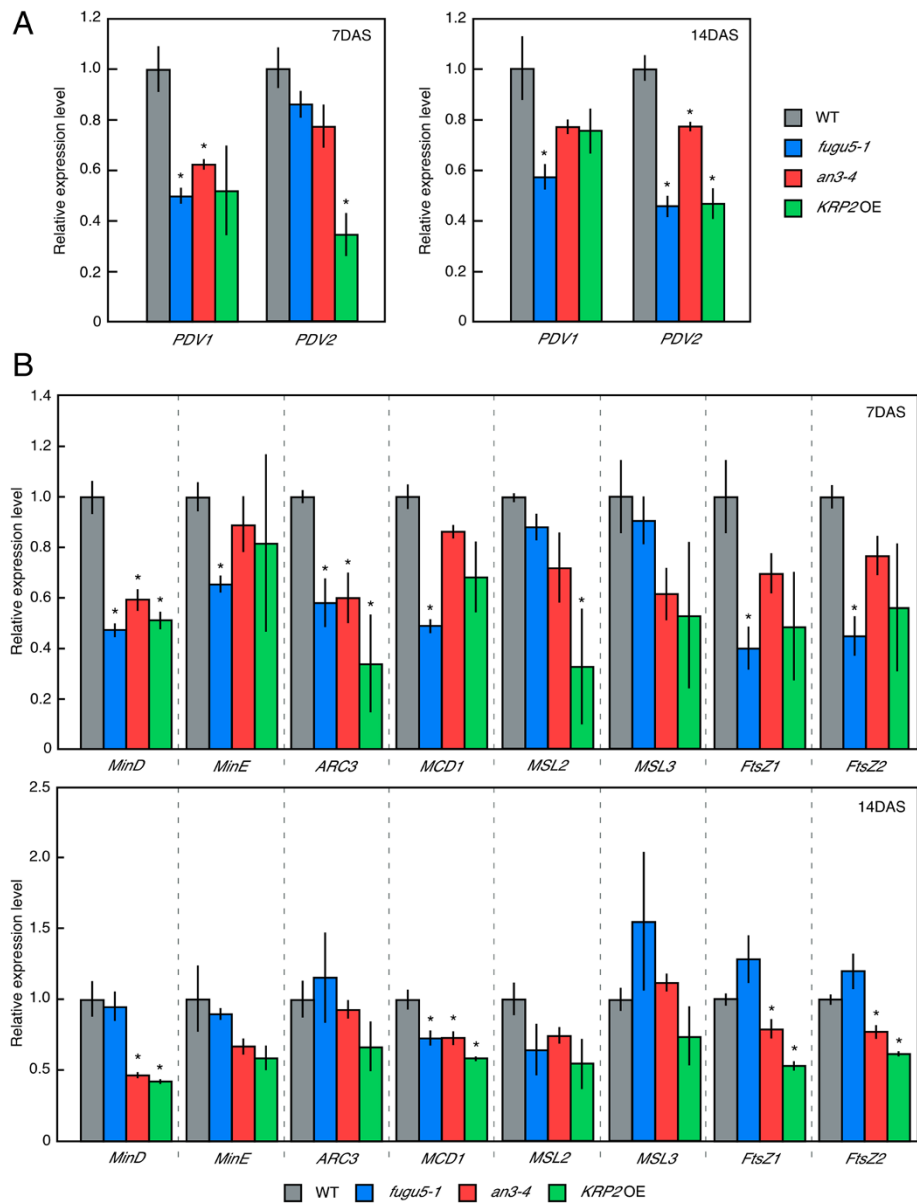 A
7DAS
Relative expression level
1.2
1.0
0.8
0.6
0.4
0.2
0
* * *
PDV1 PDV2
14DAS
Relative expression level
1.2
1.0
0.8
0.6
0.4
0.2
0
* * * *
PDV1 PDV2
WT
fugu5-1
an3-4
KRP2OE
B
7DAS
Relative expression level
1.4
1.2
1.0
0.8
0.6
0.4
0.2
0
* * * * * * * * * * *
MinD MinE ARC3 MCD1 MSL2 MSL3 FtsZ1 FtsZ2
14DAS
Relative expression level
2.5
2.0
1.5
1.0
0.5
0
* * * * * * * * *
MinD MinE ARC3 MCD1 MSL2 MSL3 FtsZ1 FtsZ2
WT fugu5-1 an3-4 KRP2OE